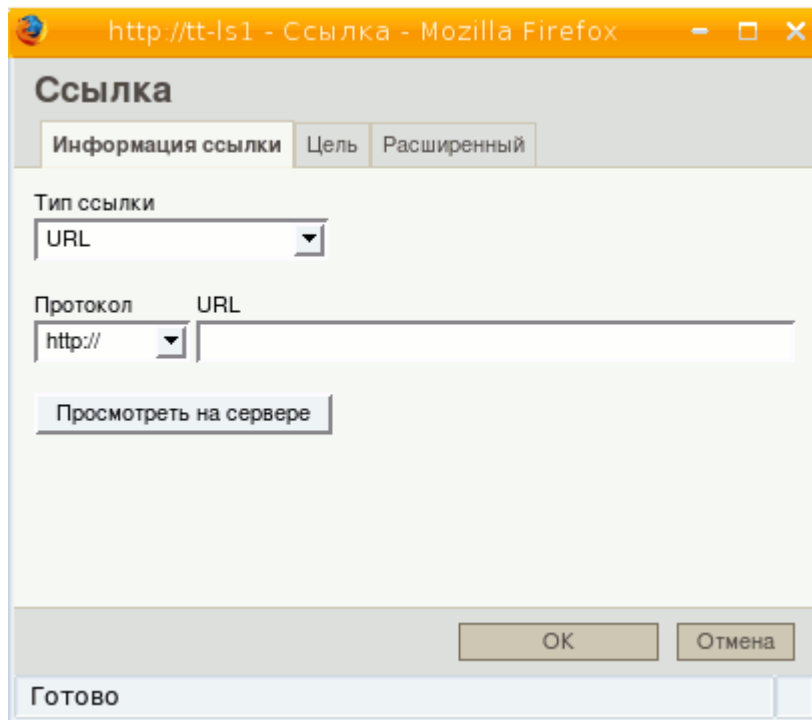 http://tt-ls1 - Ссылка - Mozilla Firefox
Ссылка
Информация ссылки Цель Расширенный
Тип ссылки
URL
Протокол URL
http://
Просмотреть на сервере
OK Отмена
Готово